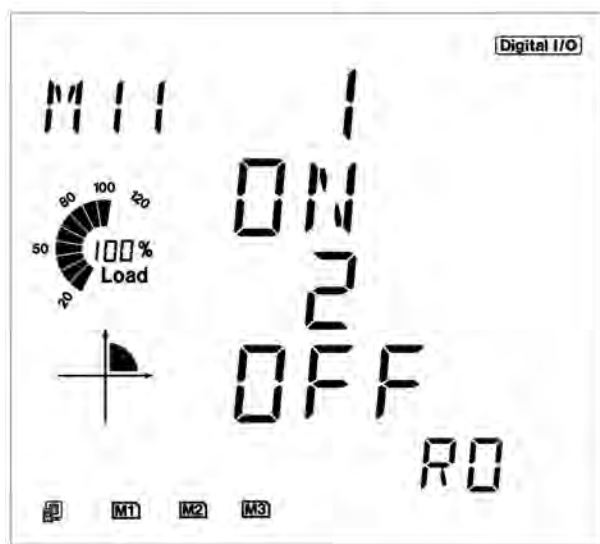 Digital I/O
M11 1
ON
80 100 120
50 100%
Load
20
2
OFF
RO
M1 M2 M3